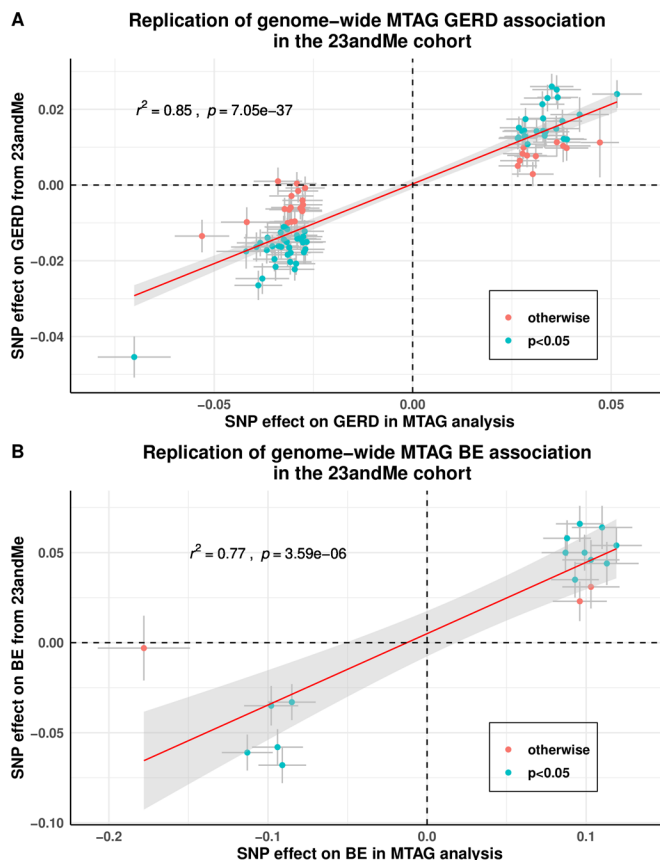 A
Replication of genome−wide MTAG GERD association
in the 23andMe cohort
SNP effect on GERD from 23andMe
0.02
0.00
−0.02
−0.04
r² = 0.85 , p = 7.05e−37
otherwise
p<0.05
−0.05
0.00
0.05
SNP effect on GERD in MTAG analysis
B
Replication of genome−wide MTAG BE association
in the 23andMe cohort
SNP effect on BE from 23andMe
0.05
0.00
−0.05
−0.10
r² = 0.77 , p = 3.59e−06
otherwise
p<0.05
−0.2
−0.1
0.0
0.1
SNP effect on BE in MTAG analysis